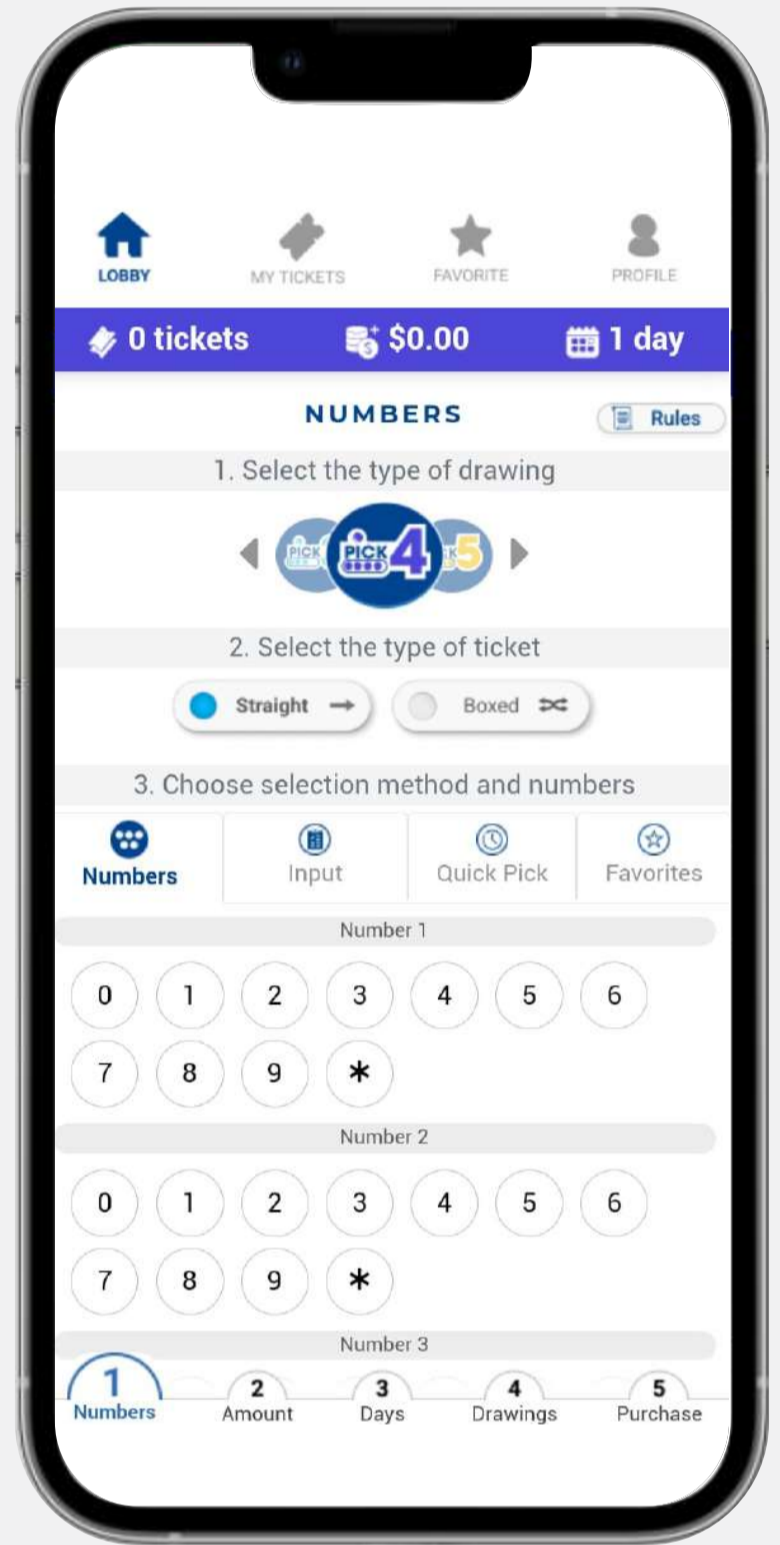 LOBBY MY TICKETS FAVORITE PROFILE
0 tickets $0.00 1 day
NUMBERS Rules
1. Select the type of drawing
PICK PICK 4 5
2. Select the type of ticket
Straight Boxed
3. Choose selection method and numbers
Numbers Input Quick Pick Favorites
Number 1
0 1 2 3 4 5 6
7 8 9 *
Number 2
0 1 2 3 4 5 6
7 8 9 *
Number 3
1 2 3 4 5
Numbers Amount Days Drawings Purchase